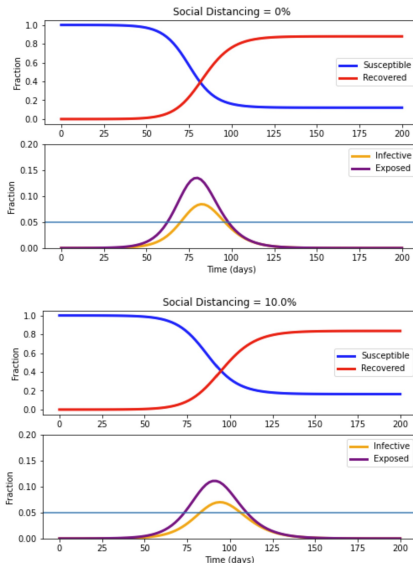 Social Distancing = 0%
1.0
0.8
0.6
0.4
0.2
0.0
Fraction
Susceptible
Recovered
0 25 50 75 100 125 150 175 200
0.20
0.15
0.10
0.05
0.00
Fraction
Infective
Exposed
0 25 50 75 100 125 150 175 200
Time (days)
Social Distancing = 10.0%
1.0
0.8
0.6
0.4
0.2
0.0
Fraction
Susceptible
Recovered
0 25 50 75 100 125 150 175 200
0.20
0.15
0.10
0.05
0.00
Fraction
Infective
Exposed
0 25 50 75 100 125 150 175 200
Time (days)